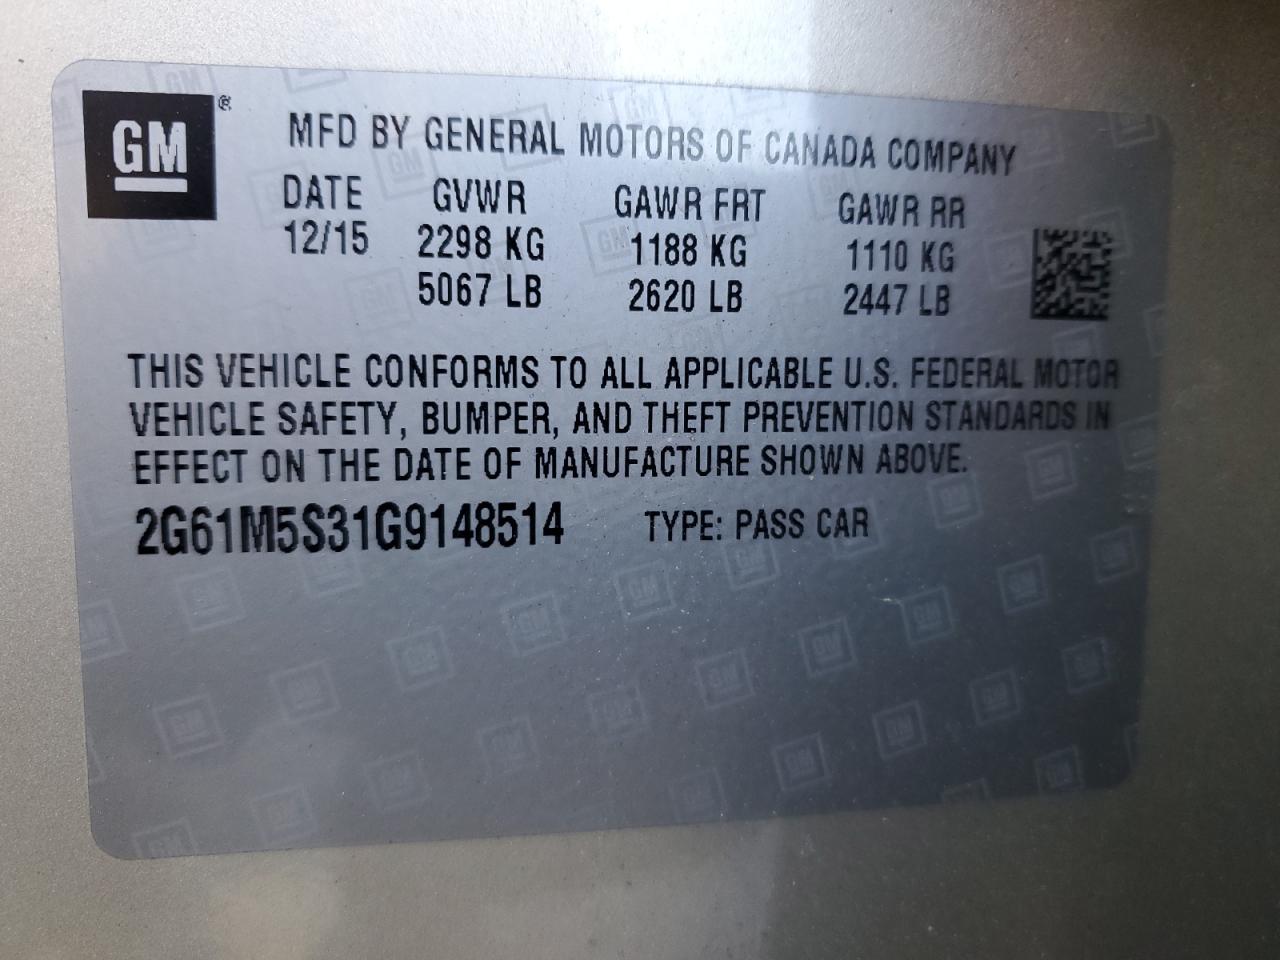 GM ®
MFD BY GENERAL MOTORS OF CANADA COMPANY
DATE GVWR GAWR FRT GAWR RR
12/15 2298 KG 1188 KG 1110 KG
5067 LB 2620 LB 2447 LB
THIS VEHICLE CONFORMS TO ALL APPLICABLE U.S. FEDERAL MOTOR
VEHICLE SAFETY, BUMPER, AND THEFT PREVENTION STANDARDS IN
EFFECT ON THE DATE OF MANUFACTURE SHOWN ABOVE.
2G61M5S31G9148514 TYPE: PASS CAR